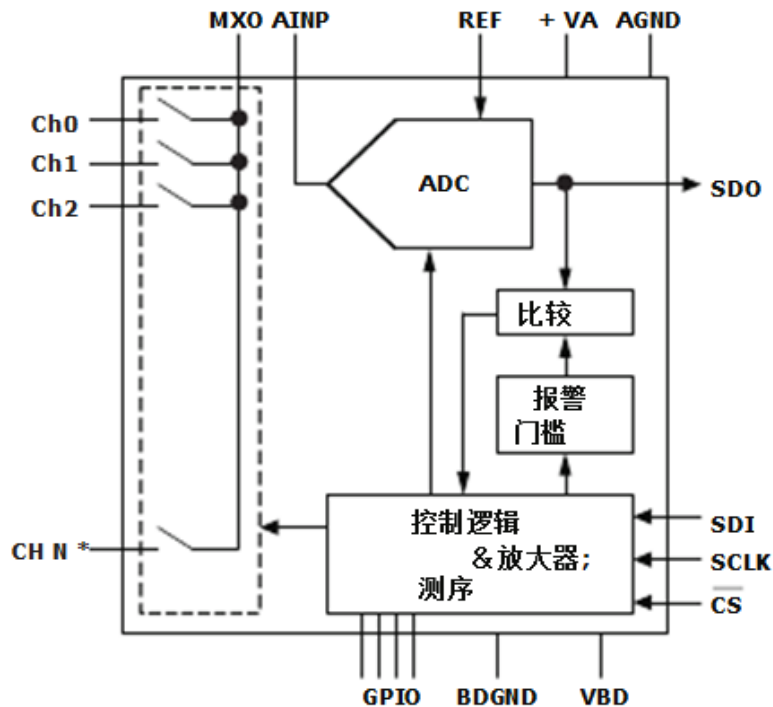 MXO AINP REF + VA AGND
Ch0
Ch1
Ch2
ADC
SDO
比较
报警
门槛
控制逻辑
&放大器;
测序
SDI
SCLK
CS
CH N *
GPIO BDGND VBD